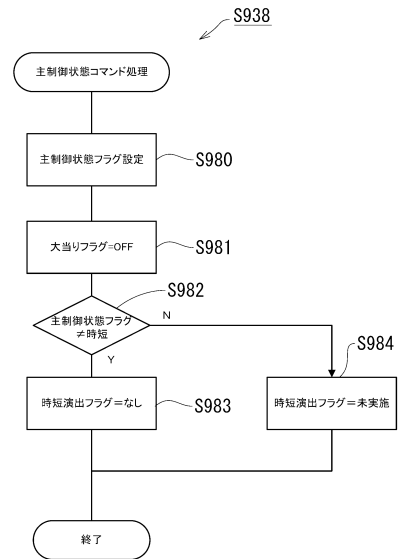 S938
主制御状態コマンド処理
主制御状態フラグ設定
S980
大当りフラグ=OFF
S981
S982
主制御状態フラグ
≠時短
N
Y
S984
時短演出フラグ=なし
S983
時短演出フラグ=未実施
終了